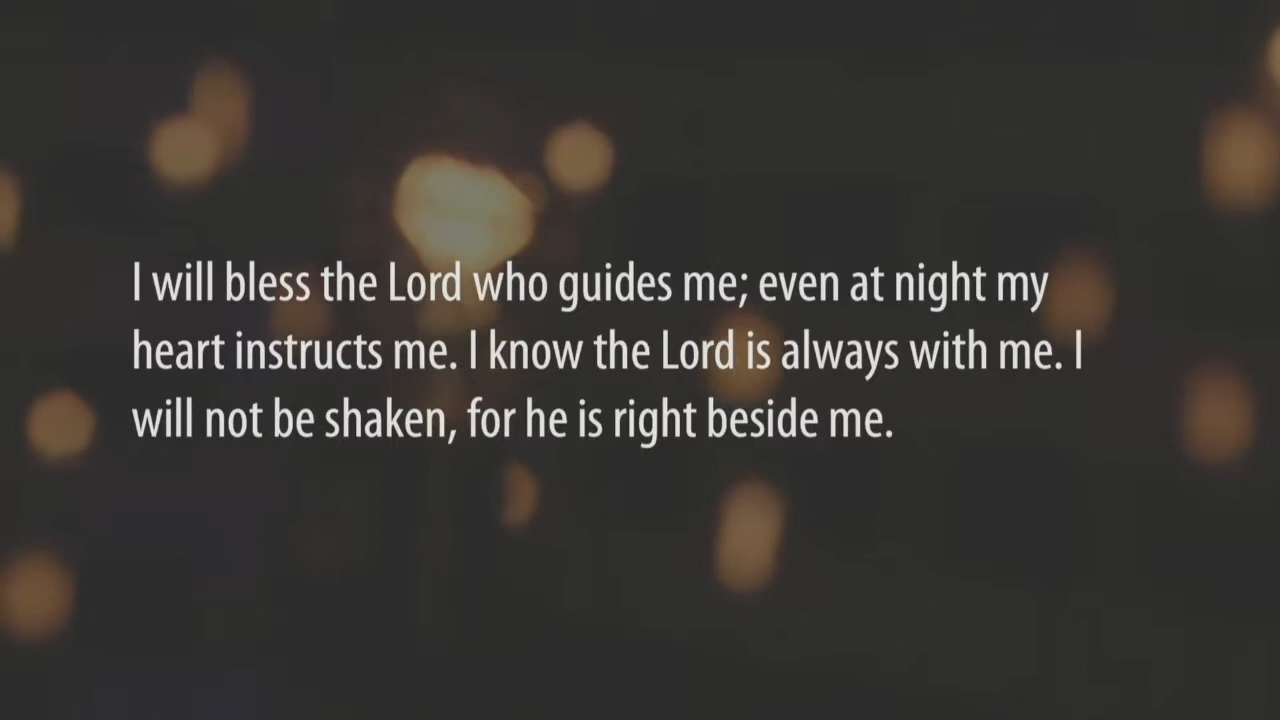 I will bless the Lord who guides me; even at night my
heart instructs me. I know the Lord is always with me. I
will not be shaken, for he is right beside me.